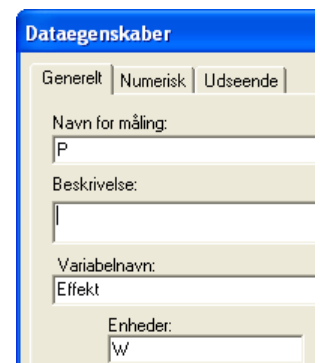 Dataegenskaber
Generelt Numerisk Udseende
Navn for måling:
P
Beskrivelse:
Variabelnavn:
Effekt
Enheder:
W